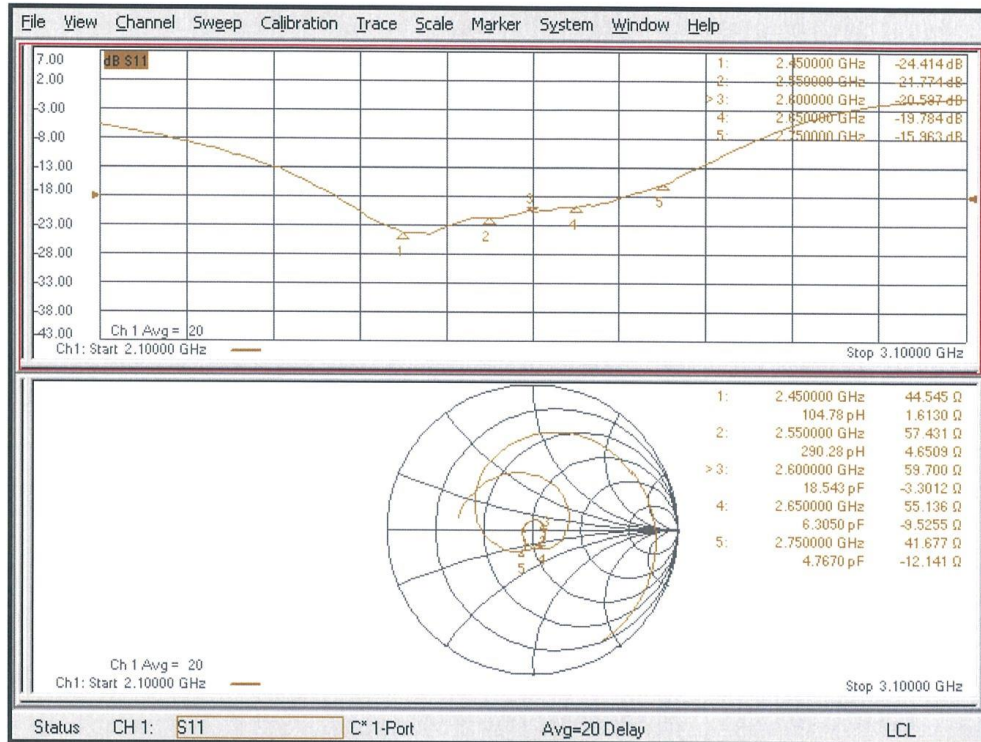 File View Channel Sweep Calibration Trace Scale Marker System Window Help
7.00
2.00
-3.00
-8.00
-13.00
-18.00
-23.00
-28.00
-33.00
-38.00
-43.00
dB S11
1: 2.450000 GHz -24.414 dB
2: 2.550000 GHz -21.774 dB
>3: 2.600000 GHz -20.597 dB
4: 2.650000 GHz -19.784 dB
5: 2.750000 GHz -15.963 dB
3
1
2
4
5
Ch 1 Avg = 20
Ch1: Start 2.10000 GHz
Stop 3.10000 GHz
1: 2.450000 GHz 44.545 Ω
104.78 pH 1.6130 Ω
2: 2.550000 GHz 57.431 Ω
290.28 pH 4.6509 Ω
>3: 2.600000 GHz 59.700 Ω
18.543 pF -3.3012 Ω
4: 2.650000 GHz 55.136 Ω
6.3050 pF -9.5255 Ω
5: 2.750000 GHz 41.677 Ω
4.7670 pF -12.141 Ω
5
4
Ch 1 Avg = 20
Ch1: Start 2.10000 GHz
Stop 3.10000 GHz
Status CH 1: S11 C* 1-Port Avg=20 Delay LCL